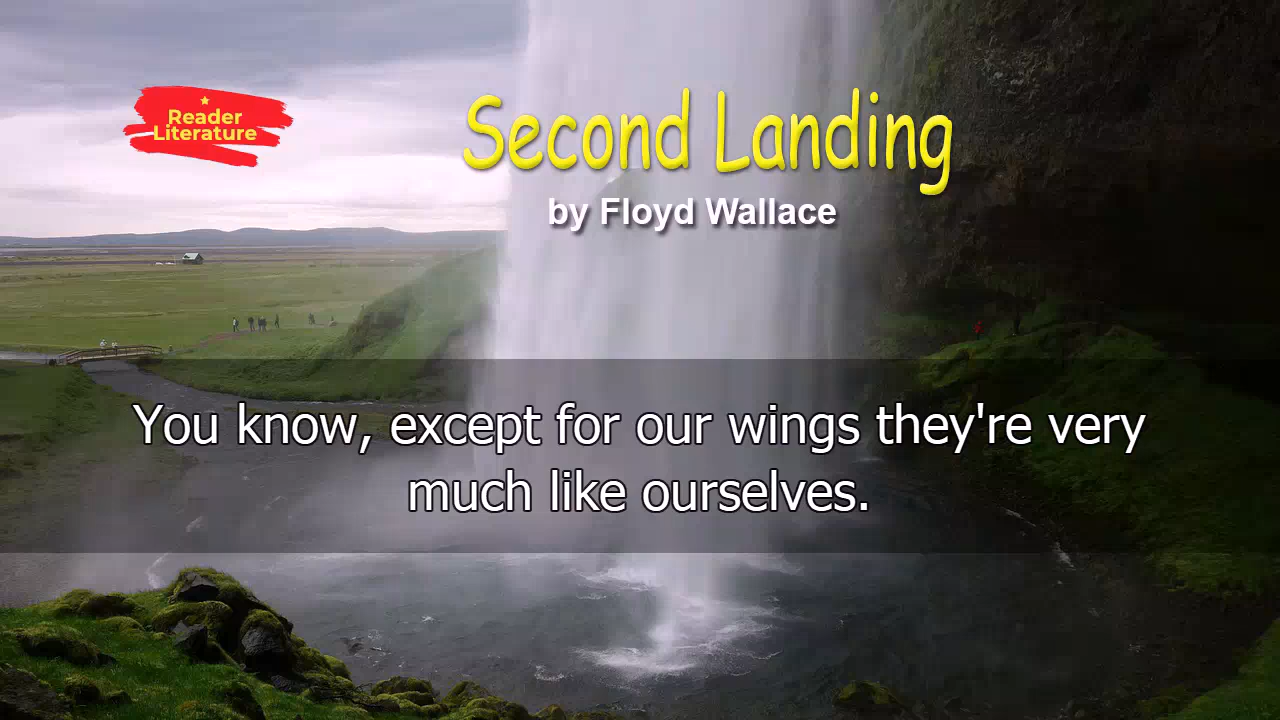 Reader
Literature
Second Landing
by Floyd Wallace
You know, except for our wings they're very
much like ourselves.